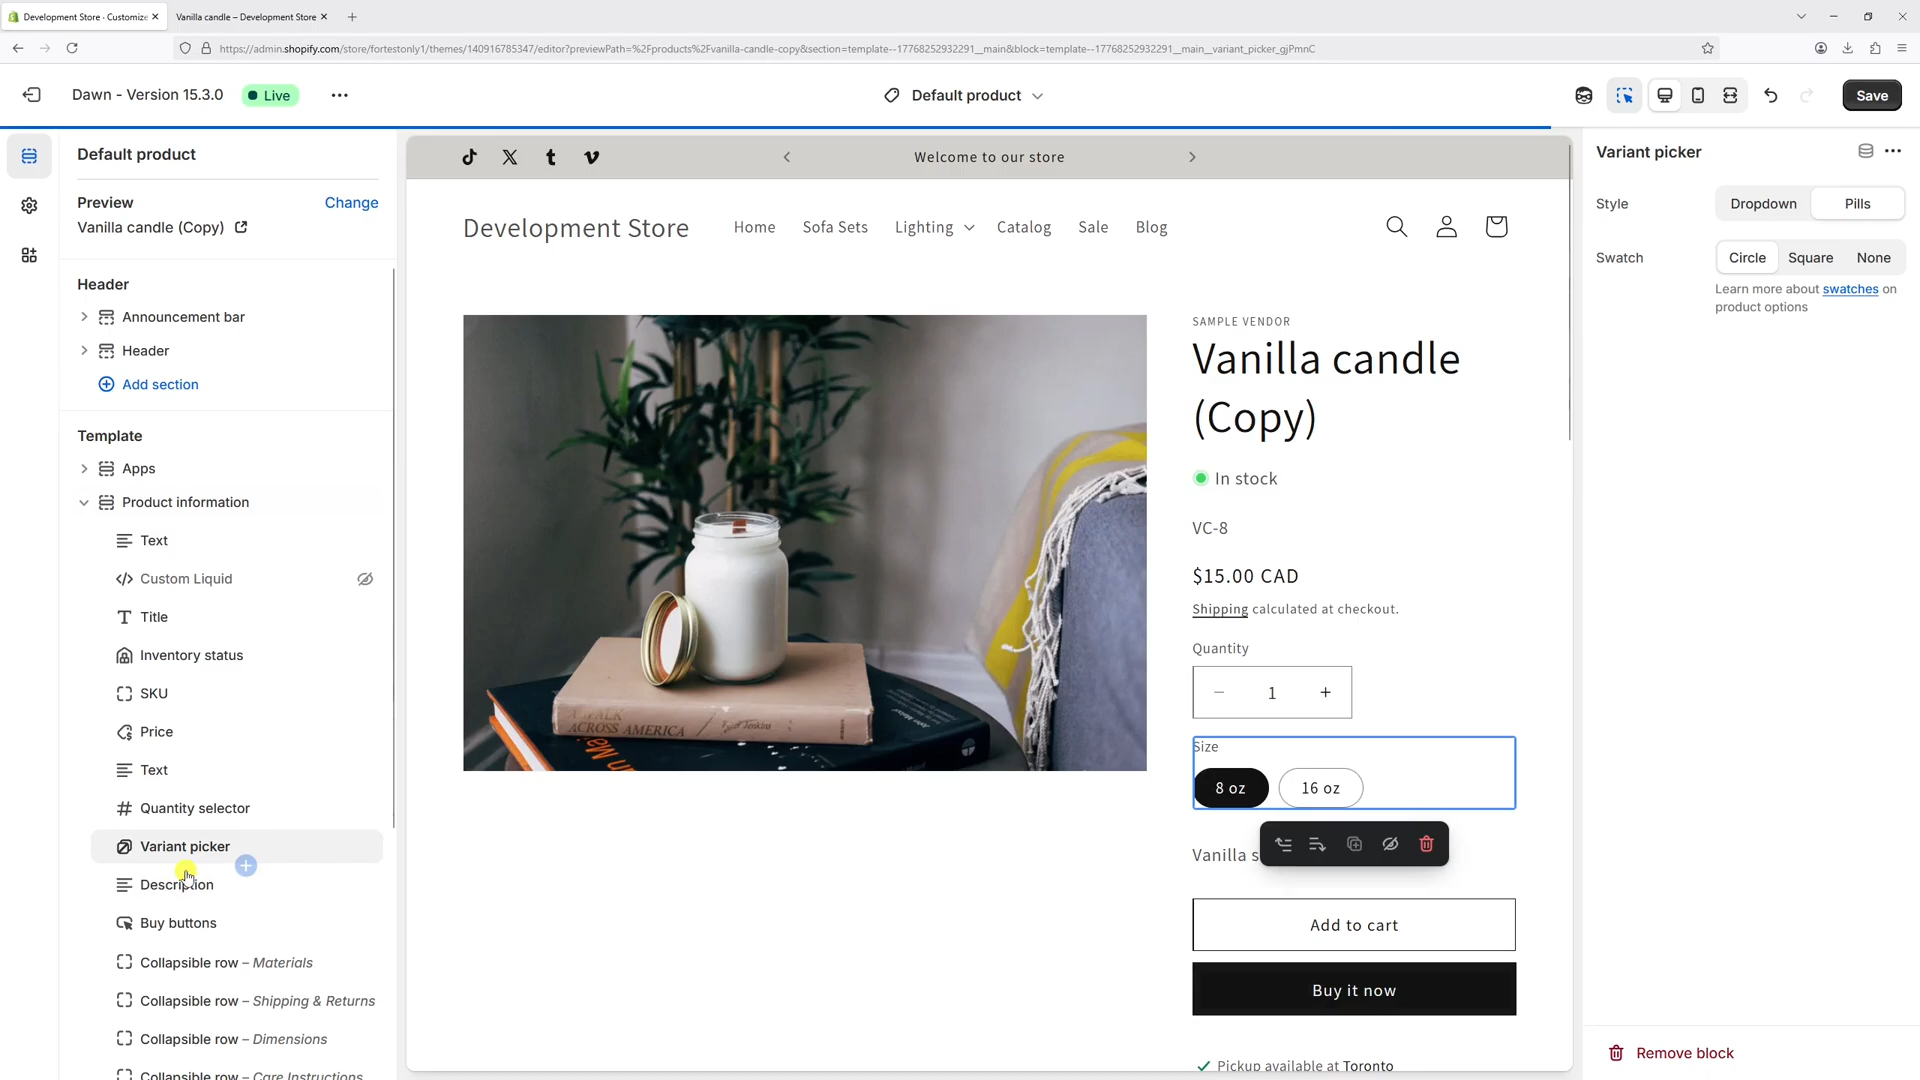 Development Store · Customize
Vanilla candle – Development Store
https://admin.shopify.com/store/fortestonly1/themes/140916785347/editor?previewPath=%2Fproducts%2Fvanilla-candle-copy&section=template--17768252932291__main&block=template--17768252932291__main__variant_picker_gjPmnC
Dawn - Version 15.3.0
Live
Default product
Save
Default product
Preview
Change
Vanilla candle (Copy)
Header
Announcement bar
Header
Add section
Template
Apps
Product information
Text
Custom Liquid
Title
Inventory status
SKU
Price
Text
Quantity selector
Variant picker
Description
Buy buttons
Collapsible row – Materials
Collapsible row – Shipping & Returns
Collapsible row – Dimensions
Collapsible row – Care Instructions
Welcome to our store
Development Store
Home
Sofa Sets
Lighting
Catalog
Sale
Blog
ACROSS AMERICA
SAMPLE VENDOR
Vanilla candle
(Copy)
In stock
VC-8
$15.00 CAD
Shipping calculated at checkout.
Quantity
1
Size
8 oz
16 oz
Vanilla s
Add to cart
Buy it now
Pickup available at Toronto
Variant picker
Style
Dropdown
Pills
Swatch
Circle
Square
None
Learn more about swatches on
product options
Remove block